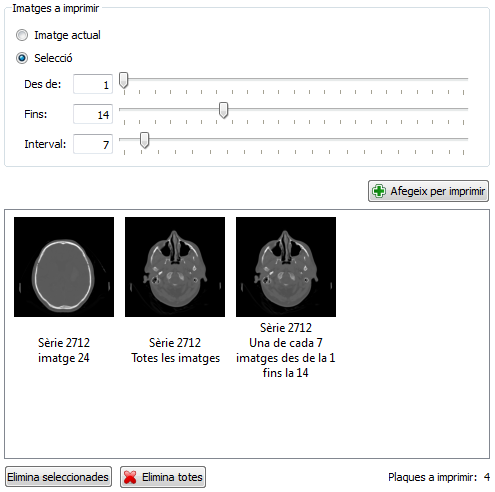 Imatges a imprimir
Imatge actual
Selecció
Des de: 1
Fins: 14
Interval: 7
Afegeix per imprimir
Sèrie 2712
imatge 24
Sèrie 2712
Totes les imatges
Sèrie 2712
Una de cada 7
imatges des de la 1
fins la 14
Elimina seleccionades
Elimina totes
Plaques a imprimir: 4